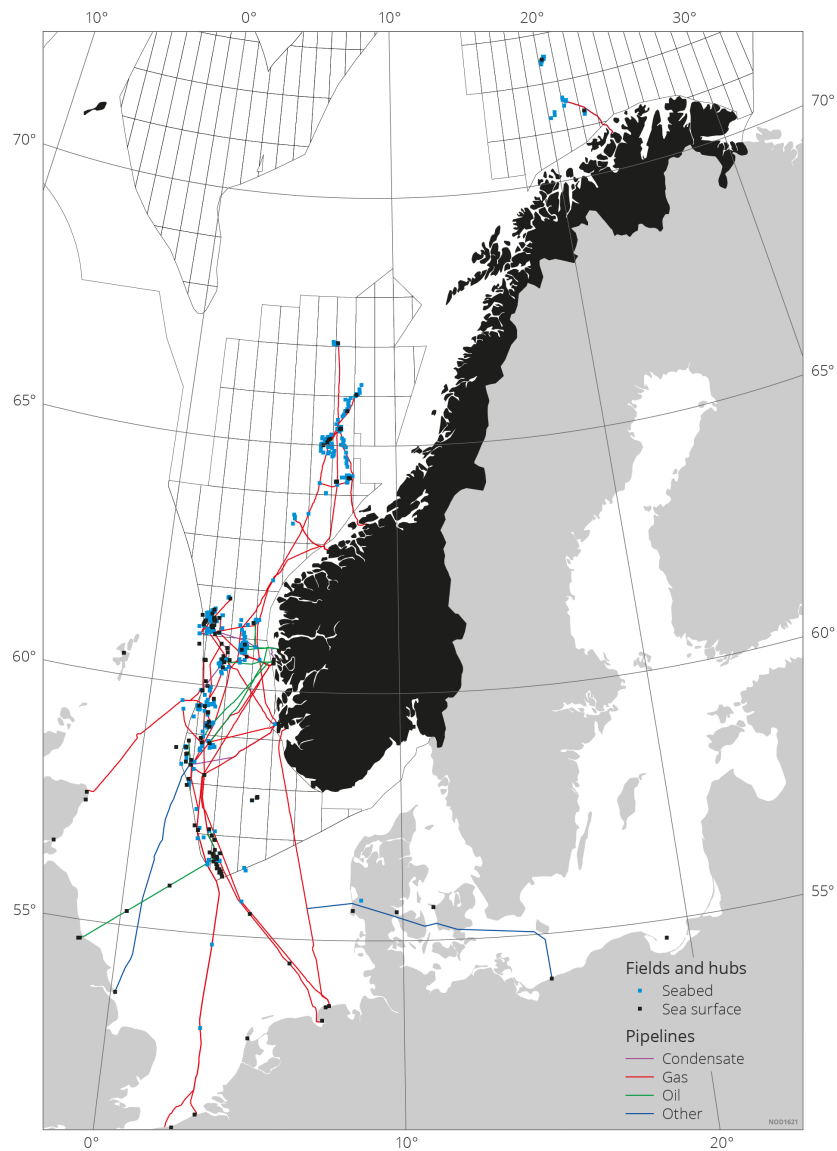 10° 0° 10° 20° 30°
70°
70°
65°
65°
60°
60°
55°
55°
Fields and hubs
Seabed
Sea surface
Pipelines
Condensate
Gas
Oil
Other
NOD1621
0° 10° 20°